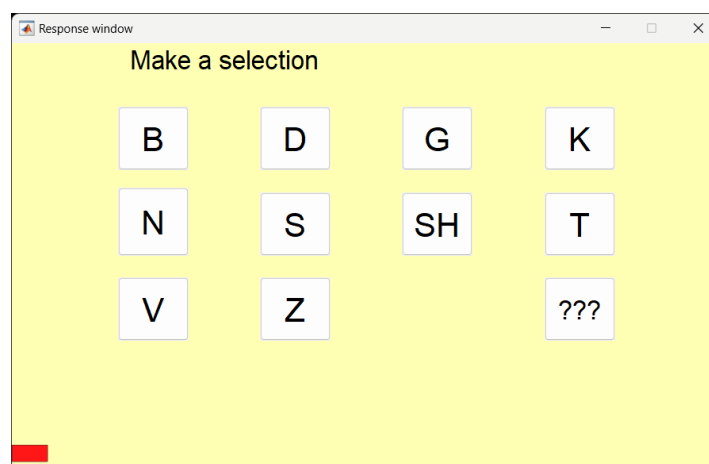 Response window
Make a selection
B D G K
N S SH T
V Z ???